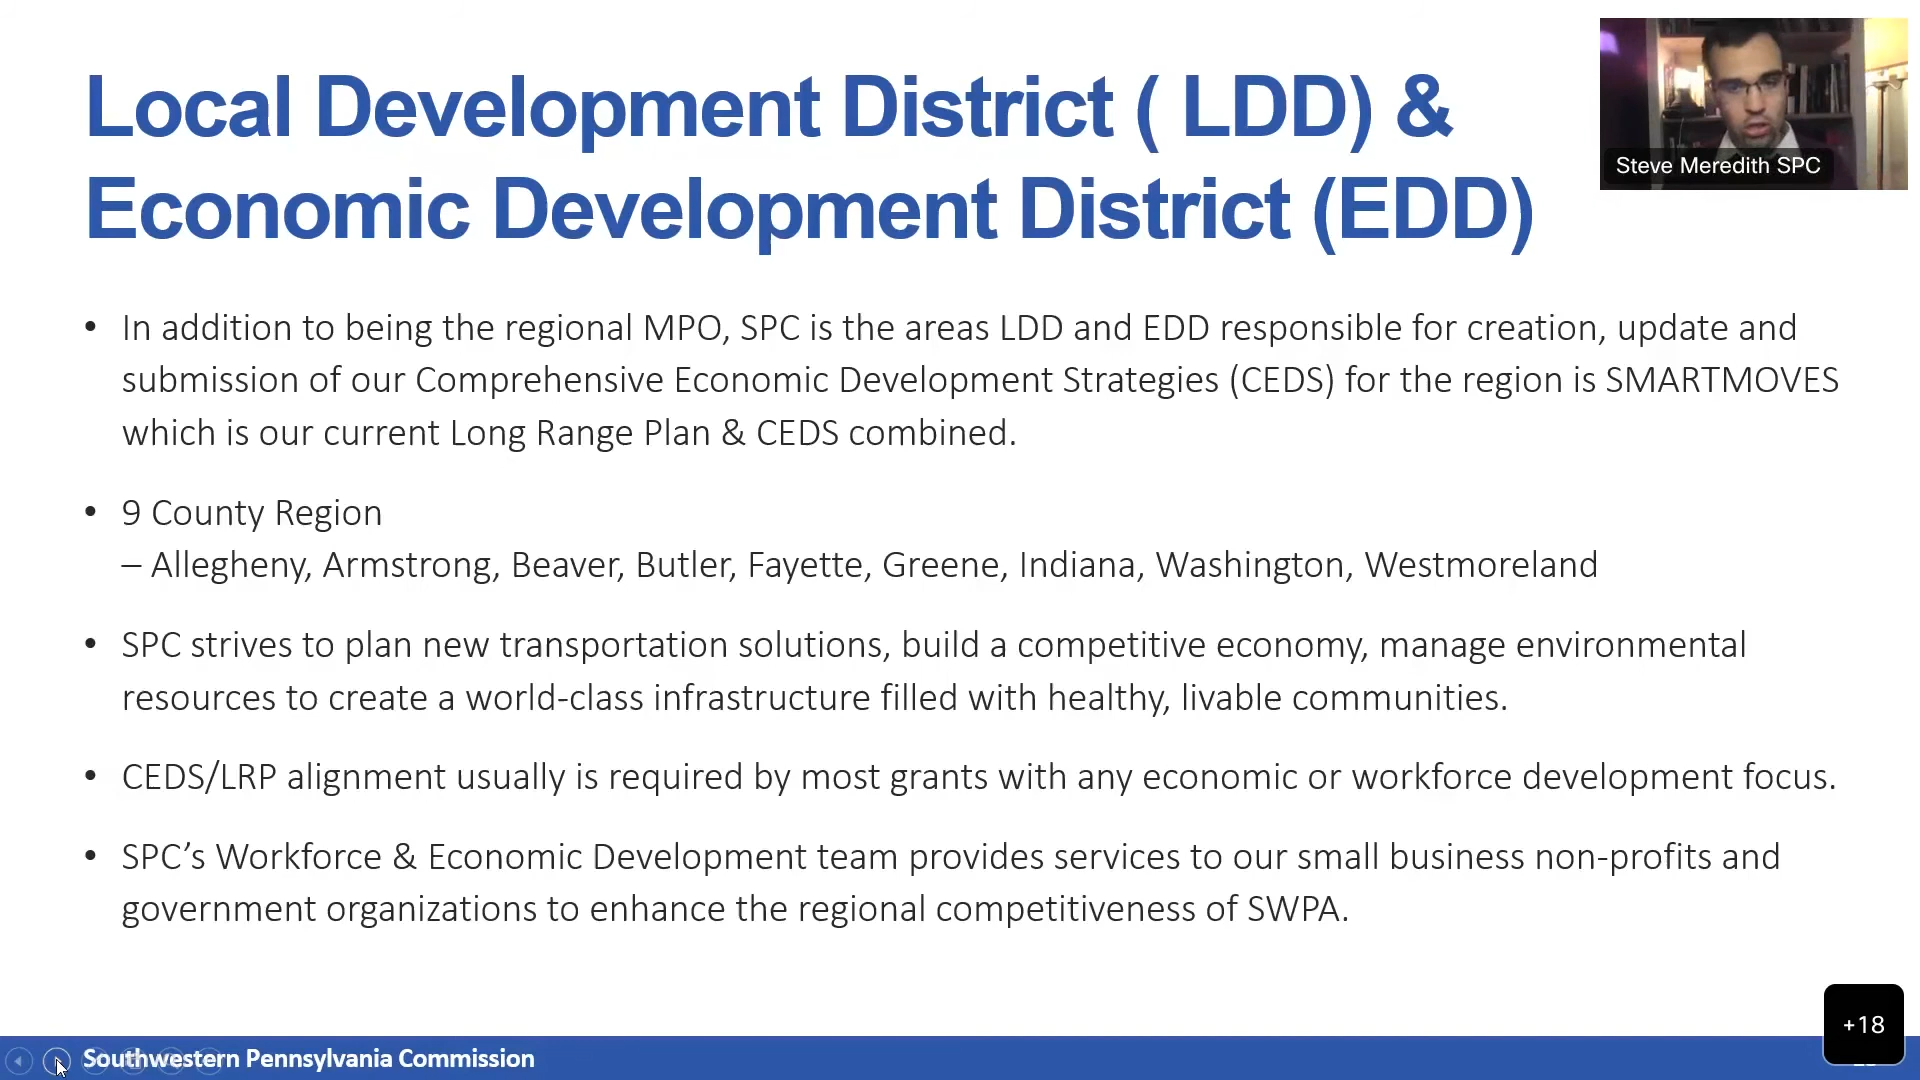 Local Development District ( LDD) &
Economic Development District (EDD)
Steve Meredith SPC
• In addition to being the regional MPO, SPC is the areas LDD and EDD responsible for creation, update and
submission of our Comprehensive Economic Development Strategies (CEDS) for the region is SMARTMOVES
which is our current Long Range Plan & CEDS combined.
• 9 County Region
– Allegheny, Armstrong, Beaver, Butler, Fayette, Greene, Indiana, Washington, Westmoreland
• SPC strives to plan new transportation solutions, build a competitive economy, manage environmental
resources to create a world-class infrastructure filled with healthy, livable communities.
• CEDS/LRP alignment usually is required by most grants with any economic or workforce development focus.
• SPC’s Workforce & Economic Development team provides services to our small business non-profits and
government organizations to enhance the regional competitiveness of SWPA.
+18
Southwestern Pennsylvania Commission